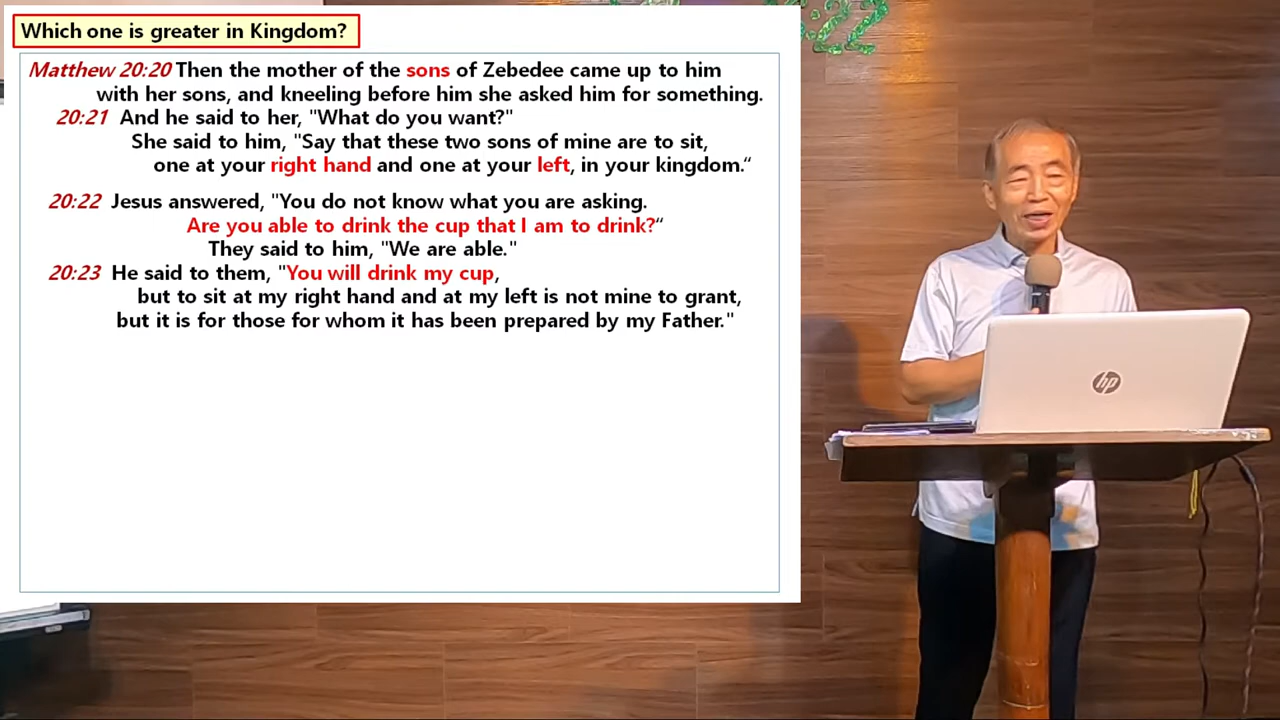 Which one is greater in Kingdom?
Matthew 20:20 Then the mother of the sons of Zebedee came up to him
with her sons, and kneeling before him she asked him for something.
20:21 And he said to her, "What do you want?"
She said to him, "Say that these two sons of mine are to sit,
one at your right hand and one at your left, in your kingdom.“
20:22 Jesus answered, "You do not know what you are asking.
Are you able to drink the cup that I am to drink?“
They said to him, "We are able."
20:23 He said to them, "You will drink my cup,
but to sit at my right hand and at my left is not mine to grant,
but it is for those for whom it has been prepared by my Father."
22
hp